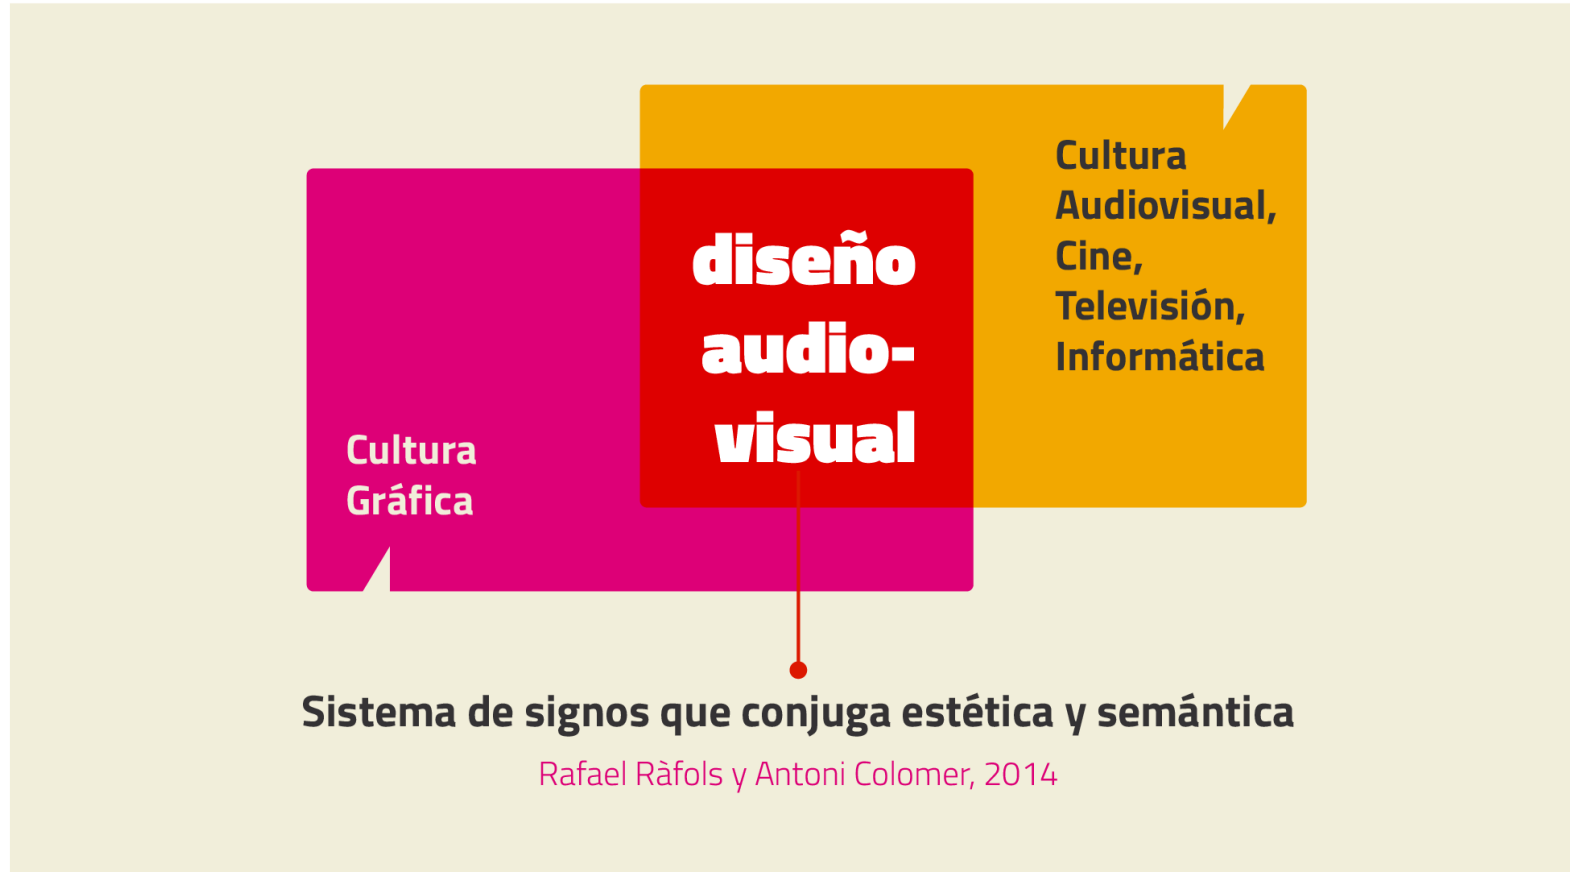 Cultura
Audiovisual,
Cine,
Televisión,
Informática
diseño
audio-
visual
Cultura
Gráfica
Sistema de signos que conjuga estética y semántica
Rafael Ràfols y Antoni Colomer, 2014